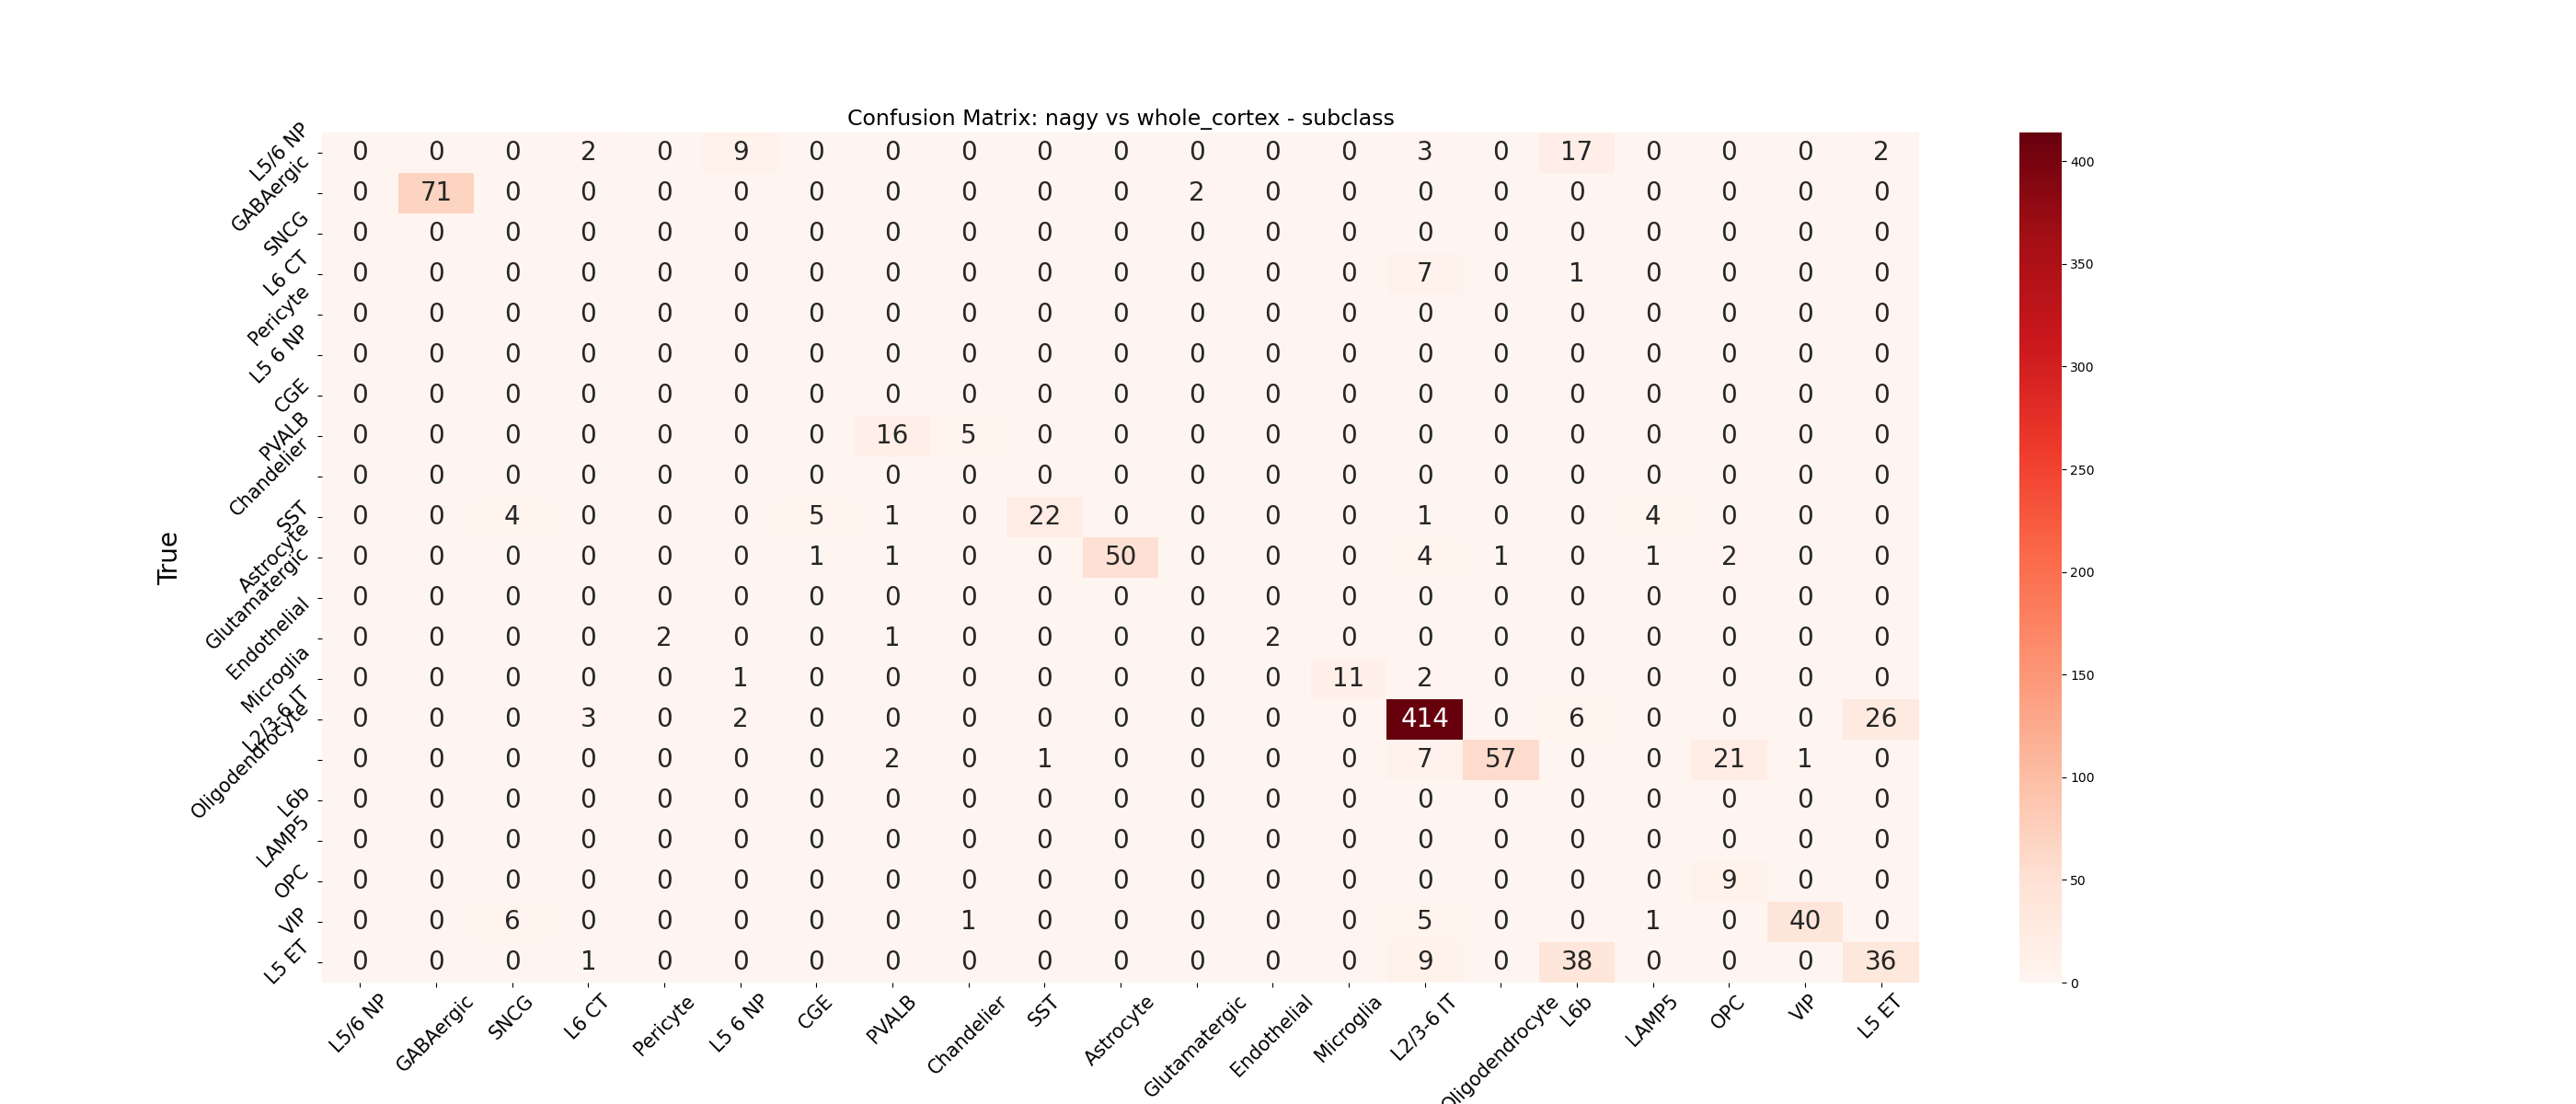 Confusion Matrix: nagy vs whole_cortex - subclass
True
L5/6 NP 0 0 0 2 0 9 0 0 0 0 0 0 0 0 3 0 17 0 0 0 2
GABAergic 0 71 0 0 0 0 0 0 0 0 0 2 0 0 0 0 0 0 0 0 0
SNCG 0 0 0 0 0 0 0 0 0 0 0 0 0 0 0 0 0 0 0 0 0
L6 CT 0 0 0 0 0 0 0 0 0 0 0 0 0 0 7 0 1 0 0 0 0
Pericyte 0 0 0 0 0 0 0 0 0 0 0 0 0 0 0 0 0 0 0 0 0
L5 6 NP 0 0 0 0 0 0 0 0 0 0 0 0 0 0 0 0 0 0 0 0 0
CGE 0 0 0 0 0 0 0 0 0 0 0 0 0 0 0 0 0 0 0 0 0
PVALB 0 0 0 0 0 0 0 16 5 0 0 0 0 0 0 0 0 0 0 0 0
Chandelier 0 0 0 0 0 0 0 0 0 0 0 0 0 0 0 0 0 0 0 0 0
SST 0 0 4 0 0 0 5 1 0 22 0 0 0 0 1 0 0 4 0 0 0
Astrocyte 0 0 0 0 0 0 1 1 0 0 50 0 0 0 4 1 0 1 2 0 0
Glutamatergic 0 0 0 0 0 0 0 0 0 0 0 0 0 0 0 0 0 0 0 0 0
Endothelial 0 0 0 0 2 0 0 1 0 0 0 0 2 0 0 0 0 0 0 0 0
Microglia 0 0 0 0 0 1 0 0 0 0 0 0 0 11 2 0 0 0 0 0 0
L2/3-6 IT 0 0 0 3 0 2 0 0 0 0 0 0 0 0 414 0 6 0 0 0 26
Oligodendrocyte 0 0 0 0 0 0 0 2 0 1 0 0 0 0 7 57 0 0 21 1 0
L6b 0 0 0 0 0 0 0 0 0 0 0 0 0 0 0 0 0 0 0 0 0
LAMP5 0 0 0 0 0 0 0 0 0 0 0 0 0 0 0 0 0 0 0 0 0
OPC 0 0 0 0 0 0 0 0 0 0 0 0 0 0 0 0 0 0 9 0 0
VIP 0 0 6 0 0 0 0 0 1 0 0 0 0 0 5 0 0 1 0 40 0
L5 ET 0 0 0 1 0 0 0 0 0 0 0 0 0 0 9 0 38 0 0 0 36
L5/6 NP GABAergic SNCG L6 CT Pericyte L5 6 NP CGE PVALB Chandelier SST Astrocyte Glutamatergic Endothelial Microglia L2/3-6 IT Oligodendrocyte L6b LAMP5 OPC VIP L5 ET
400
350
300
250
200
150
100
50
0